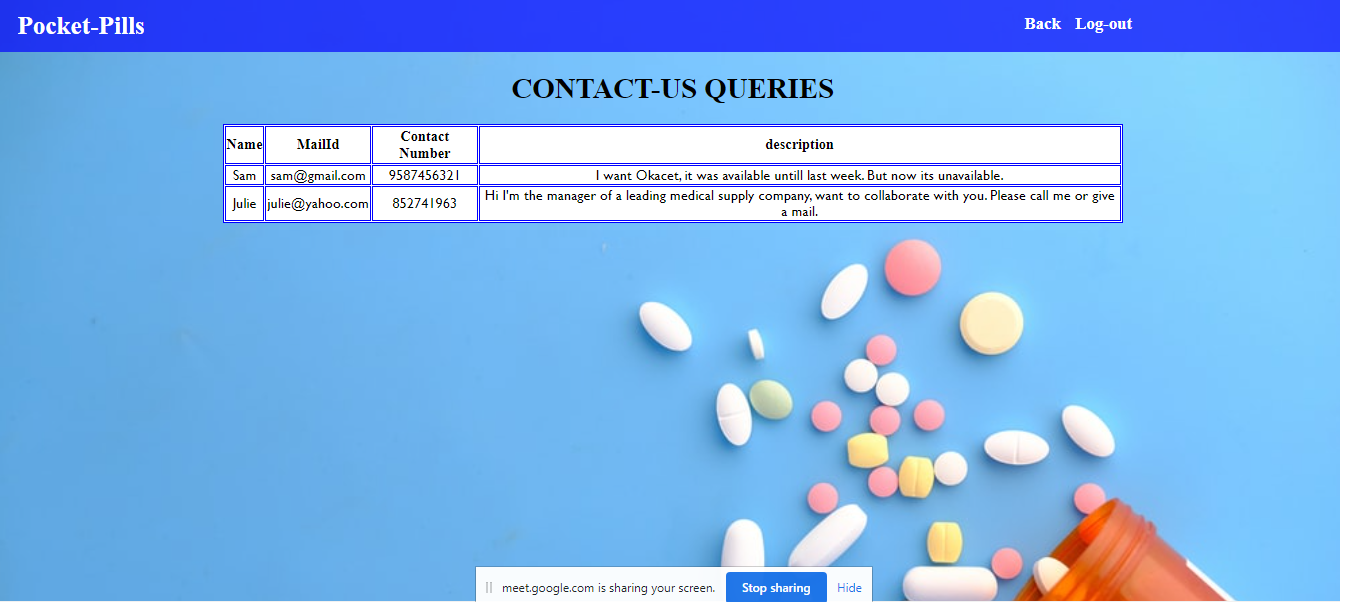 Pocket-Pills
Back Log-out
CONTACT-US QUERIES
Name MailId Contact Number description
Sam sam@gmail.com 9587456321 I want Okacet, it was available untill last week. But now its unavailable.
Julie julie@yahoo.com 852741963 Hi I'm the manager of a leading medical supply company, want to collaborate with you. Please call me or give
a mail.
meet.google.com is sharing your screen. Stop sharing Hide